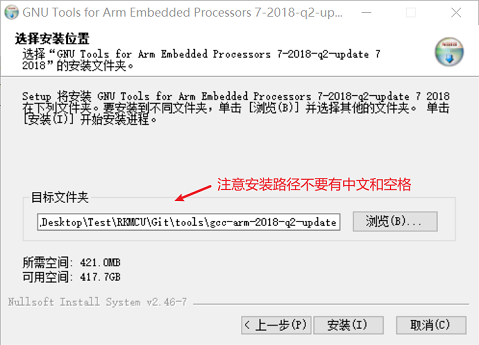 GNU Tools for Arm Embedded Processors 7-2018-q2-up...
选择安装位置
选择“GNU Tools for Arm Embedded Processors 7-2018-q2-update 7
2018”的安装文件夹。
Setup 将安装 GNU Tools for Arm Embedded Processors 7-2018-q2-update 7 2018
在下列文件夹。要安装到不同文件夹，单击 [浏览(B)] 并选择其他的文件夹。 单击
[安装(I)] 开始安装进程。
注意安装路径不要有中文和空格
目标文件夹
.Desktop\Test\RKMCU\Git\tools\gcc-arm-2018-q2-update
浏览(B)...
所需空间: 421.0MB
可用空间: 417.7GB
Nullsoft Install System v2.46-7
< 上一步(P)
安装(I)
取消(C)